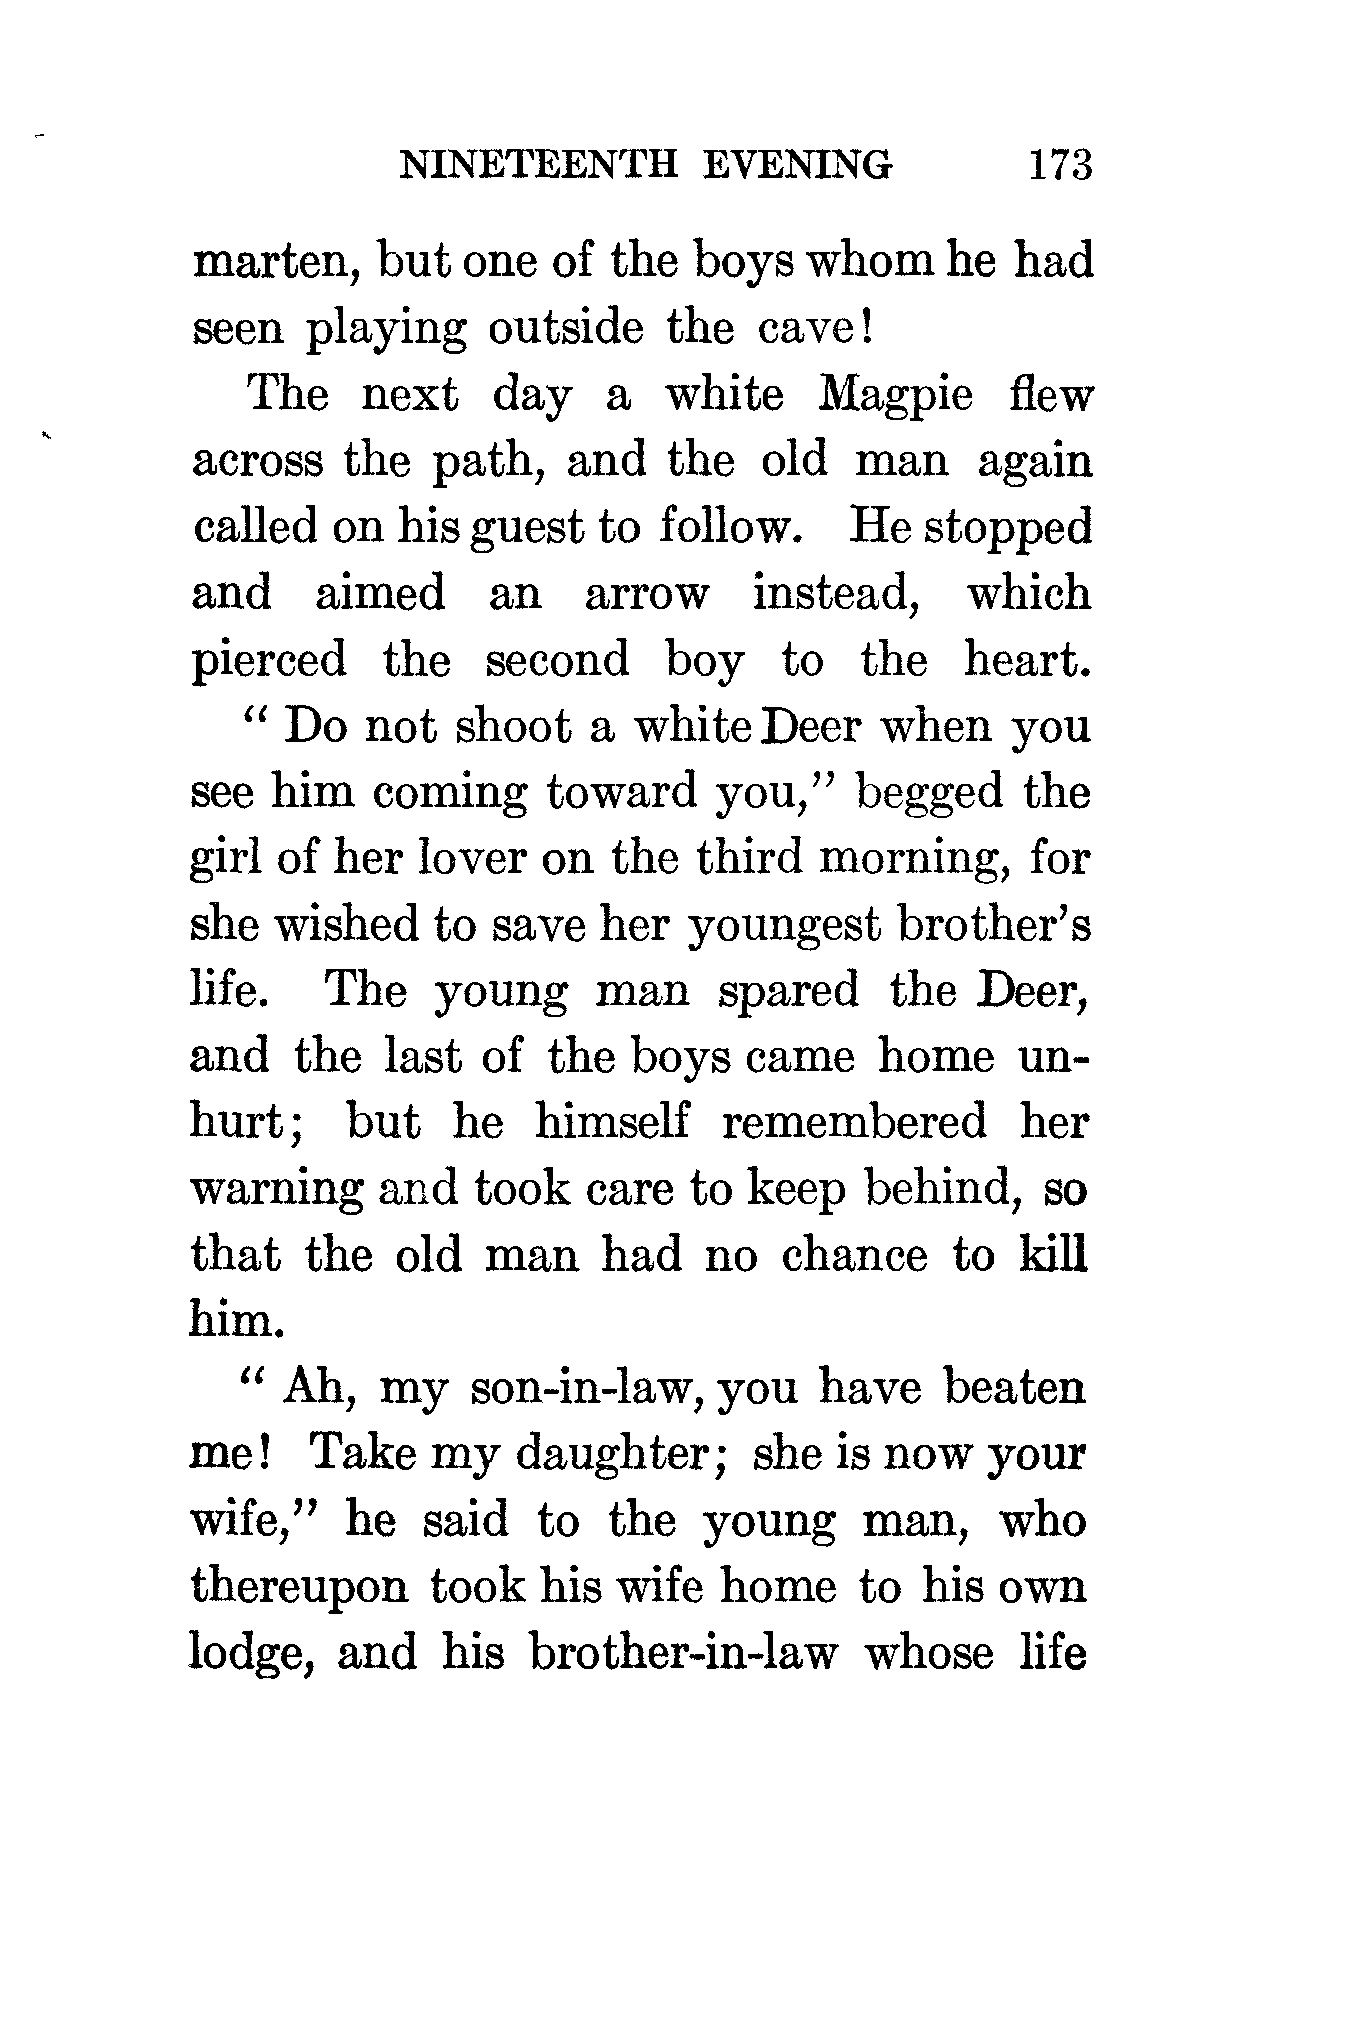 NINETEENTH EVENING 173
marten, but one of the boys whom he had
seen playing outside the cave!
The next day a white Magpie flew
across the path, and the old man again
called on his guest to follow. He stopped
and aimed an arrow instead, which
pierced the second boy to the heart.
“ Do not shoot a white Deer when you
see him coming toward you,” begged the
girl of her lover on the third morning, for
she wished to save her youngest brother’s
life. The young man spared the Deer,
and the last of the boys came home un-
hurt; but he himself remembered her
warning and took care to keep behind, so
that the old man had no chance to kill
him.
“ Ah, my son-in-law, you have beaten
me! Take my daughter; she is now your
wife,” he said to the young man, who
thereupon took his wife home to his own
lodge, and his brother-in-law whose life